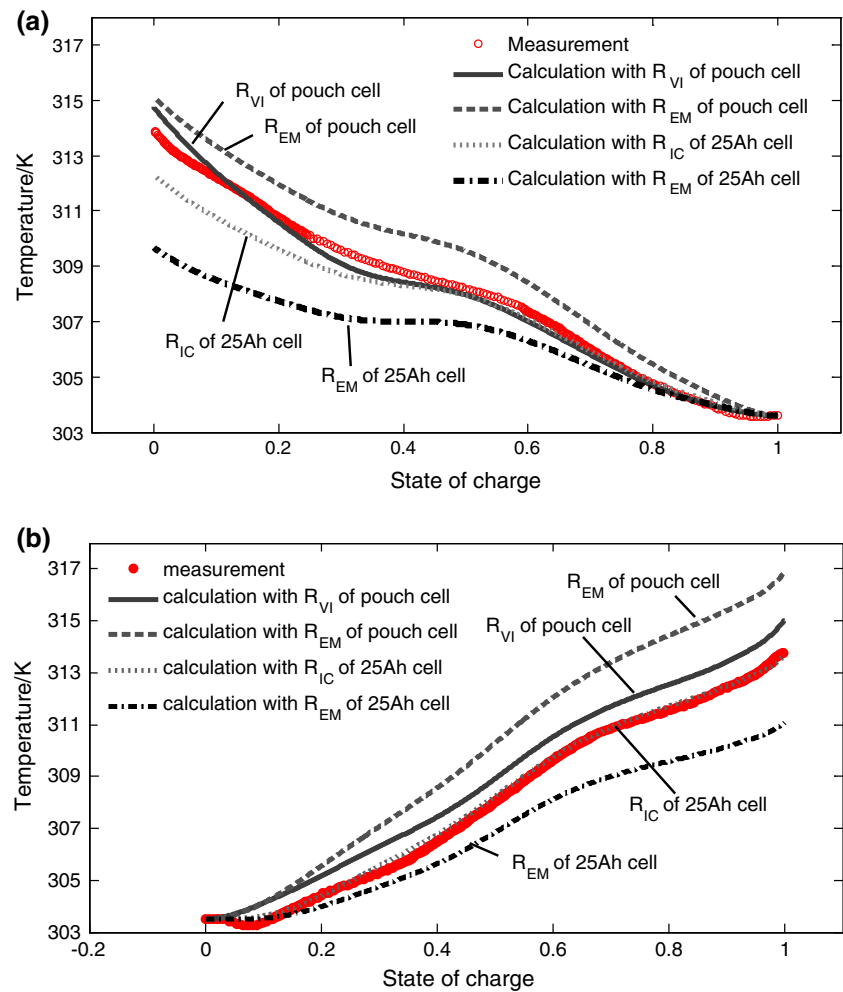 (a)
317
315
313
311
309
307
305
303
0
0.2
0.4
0.6
0.8
1
Temperature/K
State of charge
Measurement
Calculation with R_VI of pouch cell
Calculation with R_EM of pouch cell
Calculation with R_IC of 25Ah cell
Calculation with R_EM of 25Ah cell
R_VI of pouch cell
R_EM of pouch cell
R_IC of 25Ah cell
R_EM of 25Ah cell
(b)
317
315
313
311
309
307
305
303
-0.2
0
0.2
0.4
0.6
0.8
1
Temperature/K
State of charge
measurement
calculation with R_VI of pouch cell
calculation with R_EM of pouch cell
calculation with R_IC of 25Ah cell
calculation with R_EM of 25Ah cell
R_EM of pouch cell
R_VI of pouch cell
R_IC of 25Ah cell
R_EM of 25Ah cell